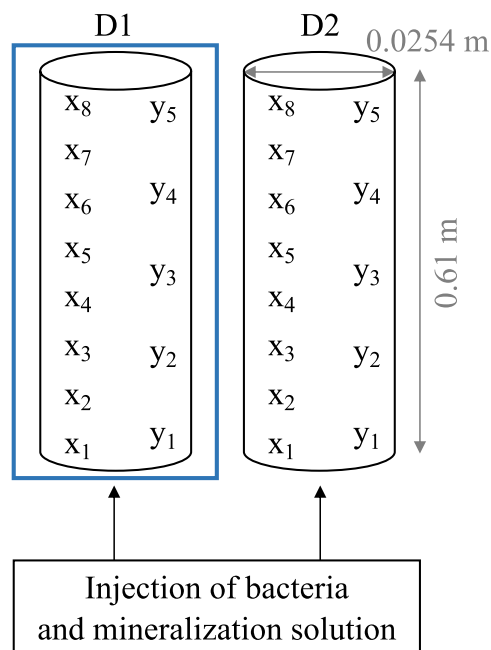 D1
D2
0.0254 m
x₈ y₅ x₈ y₅
x₇ x₇
x₆ y₄ x₆ y₄
x₅ x₅
x₄ y₃ x₄ y₃
x₃ y₂ x₃ y₂
x₂ x₂
x₁ y₁ x₁ y₁
0.61 m
Injection of bacteria
and mineralization solution